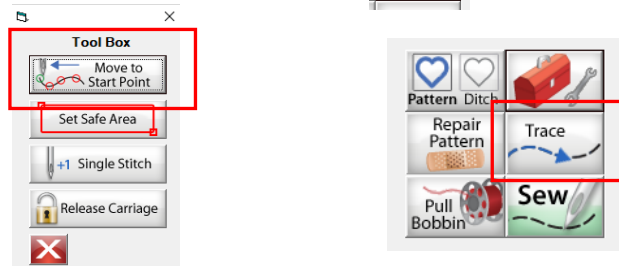 Tool Box
Move to
Start Point
Set Safe Area
+1 Single Stitch
Release Carriage
Pattern Ditch
Repair
Pattern
Trace
Pull
Bobbin
Sew